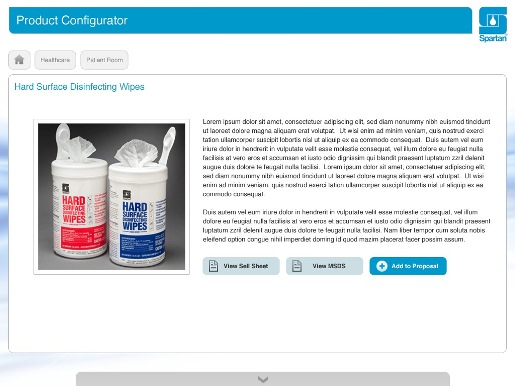 Product Configurator
Spartan
Healthcare
Patient Room
Hard Surface Disinfecting Wipes
Lorem ipsum dolor sit amet, consectetuer adipiscing elit, sed diam nonummy nibh euismod tincidunt
ut laoreet dolore magna aliquam erat volutpat. Ut wisi enim ad minim veniam, quis nostrud exerci
tation ullamcorper suscipit lobortis nisl ut aliquip ex ea commodo consequat. Duis autem vel eum
iriure dolor in hendrerit in vulputate velit esse molestie consequat, vel illum dolore eu feugiat nulla
facilisis at vero eros et accumsan et iusto odio dignissim qui blandit praesent luptatum zzril delenit
augue duis dolore te feugait nulla facilisi. Lorem ipsum dolor sit amet, consectetuer adipiscing elit,
sed diam nonummy nibh euismod tincidunt ut laoreet dolore magna aliquam erat volutpat. Ut wisi
enim ad minim veniam, quis nostrud exerci tation ullamcorper suscipit lobortis nisl ut aliquip ex ea
commodo consequat.
Duis autem vel eum iriure dolor in hendrerit in vulputate velit esse molestie consequat, vel illum
dolore eu feugiat nulla facilisis at vero eros et accumsan et iusto odio dignissim qui blandit praesent
luptatum zzril delenit augue duis dolore te feugait nulla facilisi. Nam liber tempor cum soluta nobis
eleifend option congue nihil imperdiet doming id quod mazim placerat facer possim assum.
HARD
SURFACE
DISINFECTING
WIPES
HARD
SURFACE
DISINFECTING
WIPES
View Sell Sheet
View MSDS
Add to Proposal